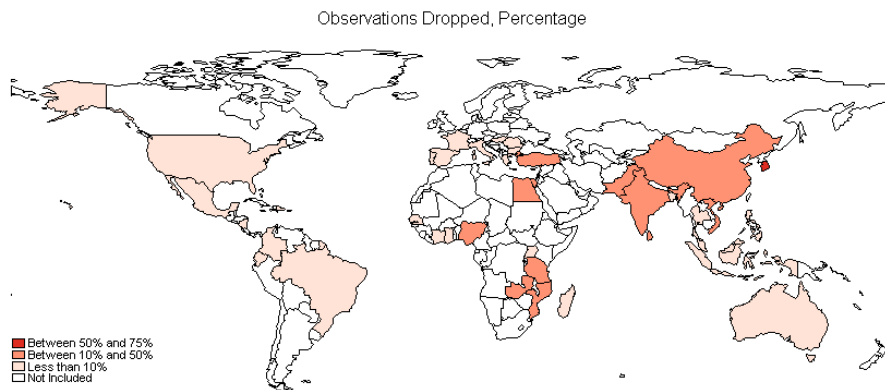 Observations Dropped, Percentage
Between 50% and 75%
Between 10% and 50%
Less than 10%
Not Included